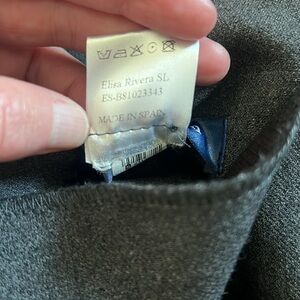 Elisa Rivera SL
ES-B81023343
MADE IN SPAIN